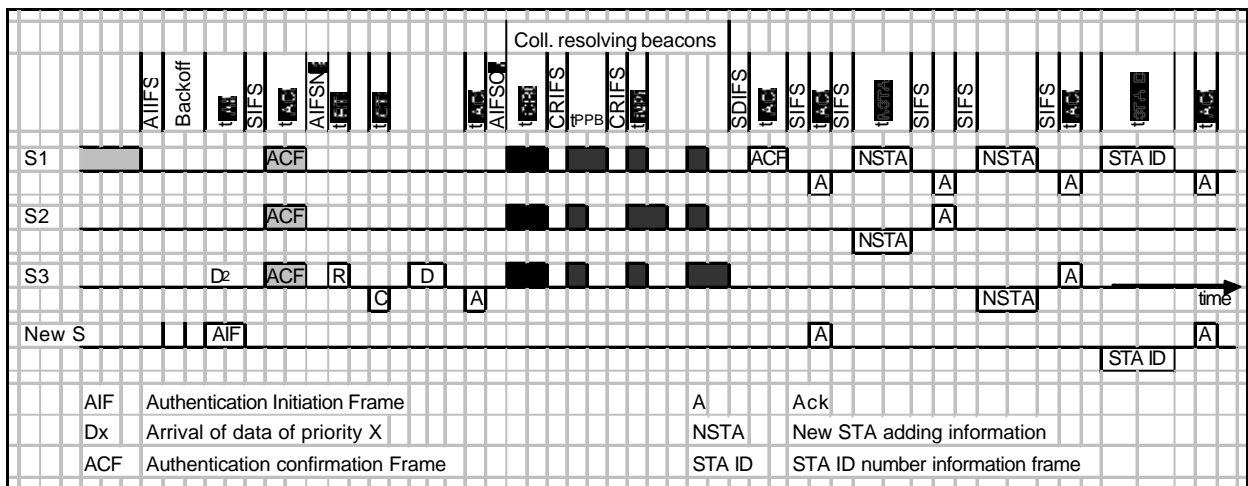 Coll. resolving beacons
AIIFS
Backoff
SIFS
CRIFS
tPPB
CRIFS
SDIFS
SIFS
SIFS
SIFS
SIFS
SIFS
S1 ACF ACF NSTA NSTA STA ID
A A A A
S2 ACF A
NSTA
S3 D2 ACF R D A
C A NSTA time
New S AIF A A
STA ID
AIF Authentication Initiation Frame A Ack
Dx Arrival of data of priority X NSTA New STA adding information
ACF Authentication confirmation Frame STA ID STA ID number information frame